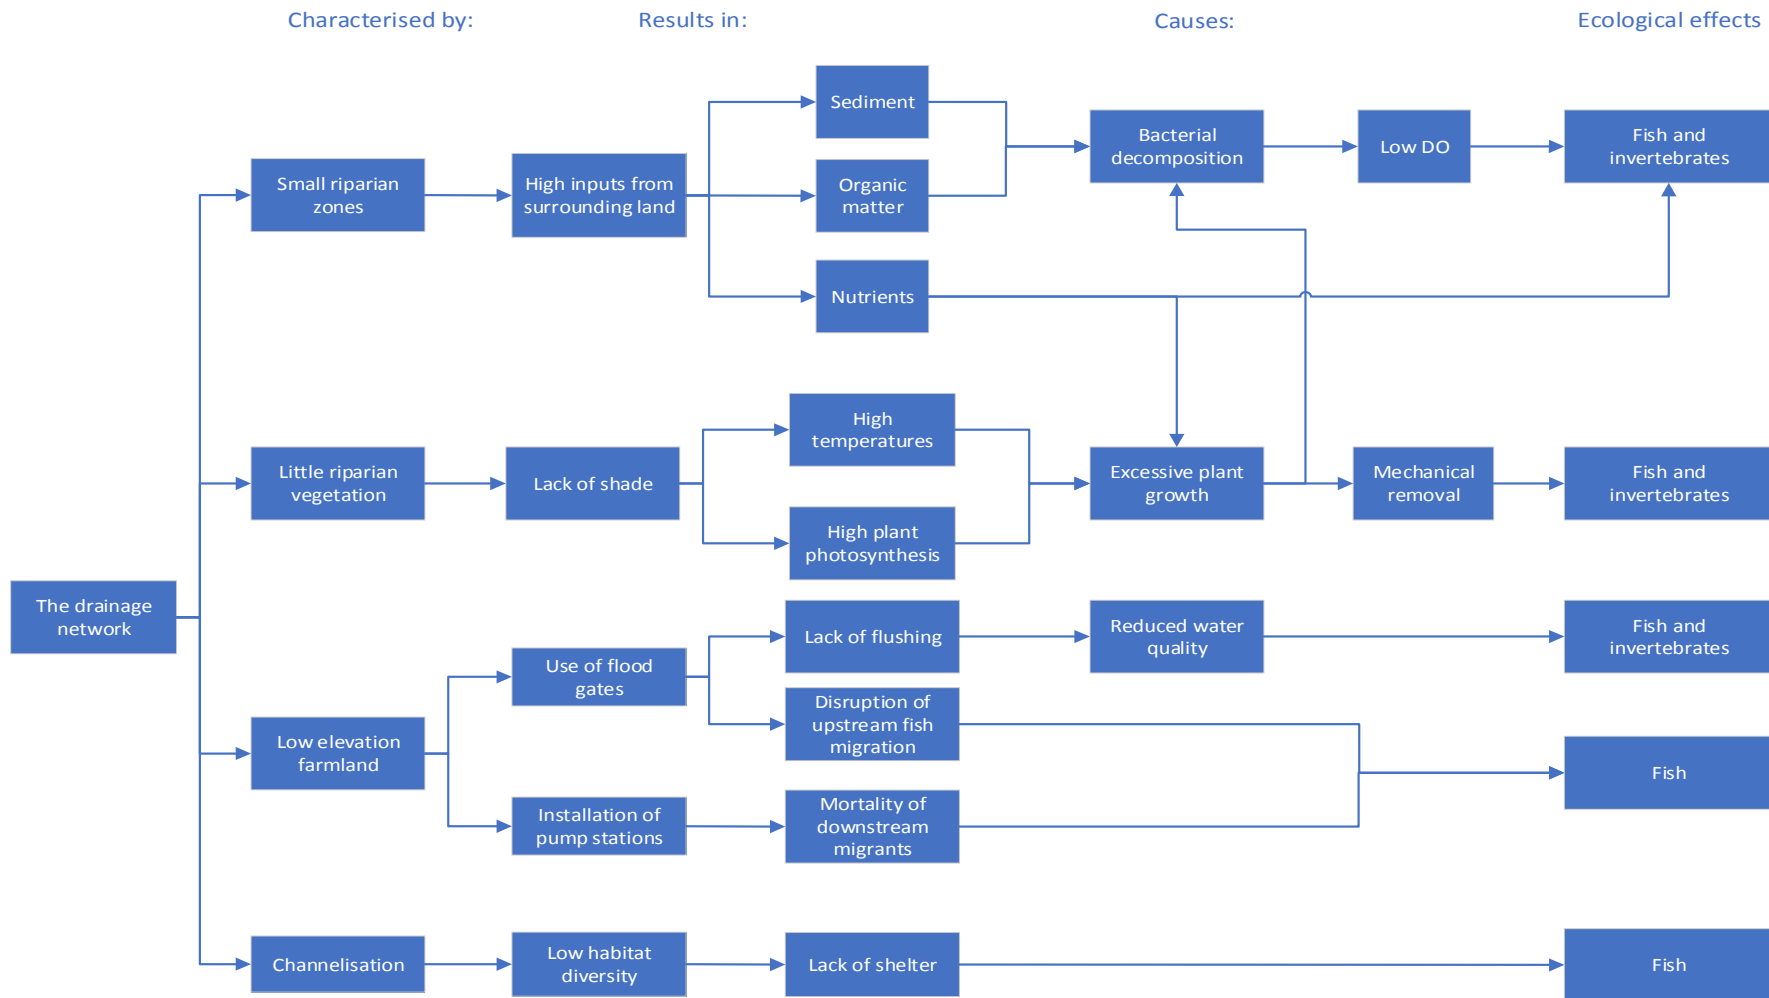 Characterised by:
Results in:
Causes:
Ecological effects
Sediment
Bacterial
decomposition
Low DO
Fish and
invertebrates
Small riparian
zones
High inputs from
surrounding land
Organic
matter
Nutrients
High
temperatures
Little riparian
vegetation
Lack of shade
Excessive plant
growth
Mechanical
removal
Fish and
invertebrates
High plant
photosynthesis
The drainage
network
Lack of flushing
Reduced water
quality
Fish and
invertebrates
Use of flood
gates
Disruption of
upstream fish
migration
Low elevation
farmland
Fish
Installation of
pump stations
Mortality of
downstream
migrants
Channelisation
Low habitat
diversity
Lack of shelter
Fish